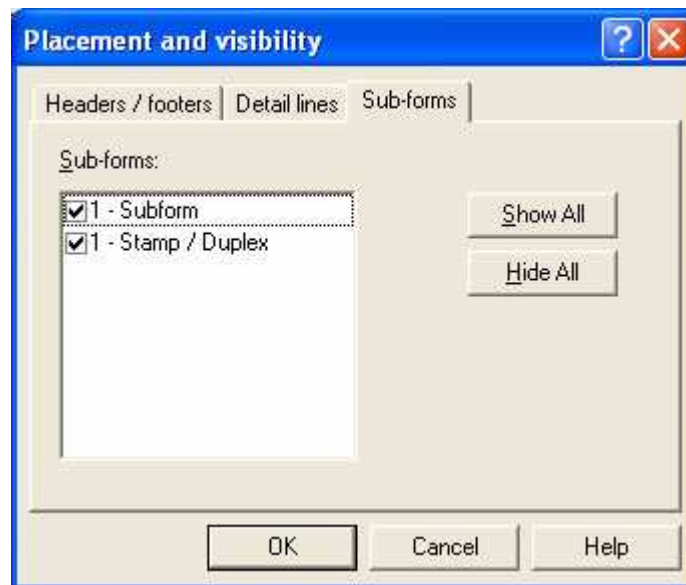 Placement and visibility
Headers / footers Detail lines Sub-forms
Sub-forms:
1 - Subform
1 - Stamp / Duplex
Show All
Hide All
OK Cancel Help